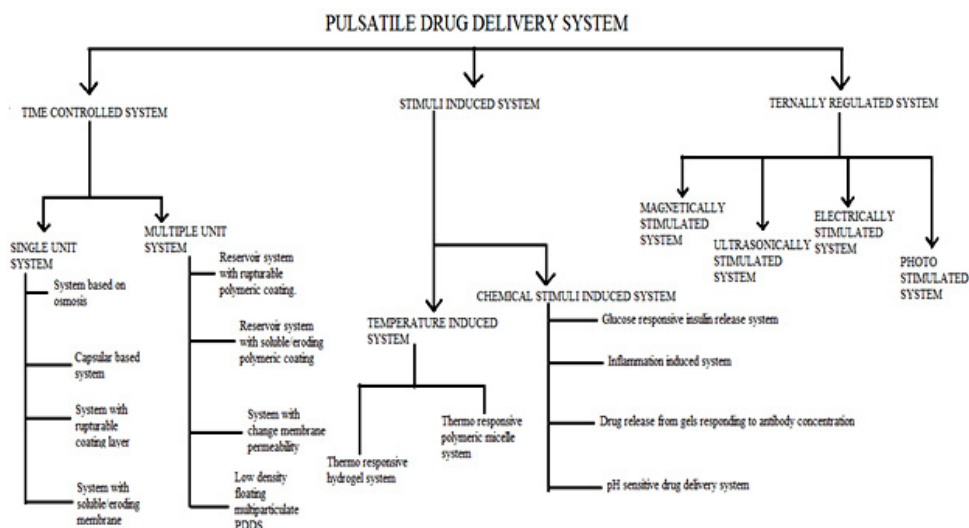 PULSATILE DRUG DELIVERY SYSTEM
TIME CONTROLLED SYSTEM
STIMULI INDUCED SYSTEM
TERNALLY REGULATED SYSTEM
SINGLE UNIT
SYSTEM
System based on
osmosis
Capsular based
system
System with
rupturable
coating layer
System with
soluble/eroding
membrane
MULTIPLE UNIT
SYSTEM
Reservoir system
with rupturable
polymeric coating.
Reservoir
system
with soluble/eroding
polymeric coating
System with
change membrane
permeability
Low density
floating
multiparticulate
PDDS
TEMPERATURE INDUCED
SYSTEM
Thermo responsive
hydrogel system
Thermo responsive
polymeric micelle
system
CHEMICAL STIMULI INDUCED SYSTEM
Glucose responsive insulin release system
Inflammation induced system
Drug release from gels responding to antibody concentration
pH sensitive drug delivery system
MAGNETICALLY
STIMULATED
SYSTEM
ULTRASONICALLY
STIMULATED
SYSTEM
ELECTRICALLY
STIMULATED
SYSTEM
PHOTO
STIMULATED
SYSTEM